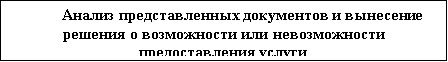 Анализ представленных документов и вынесение
решения о возможности или невозможности
предоставления услуги